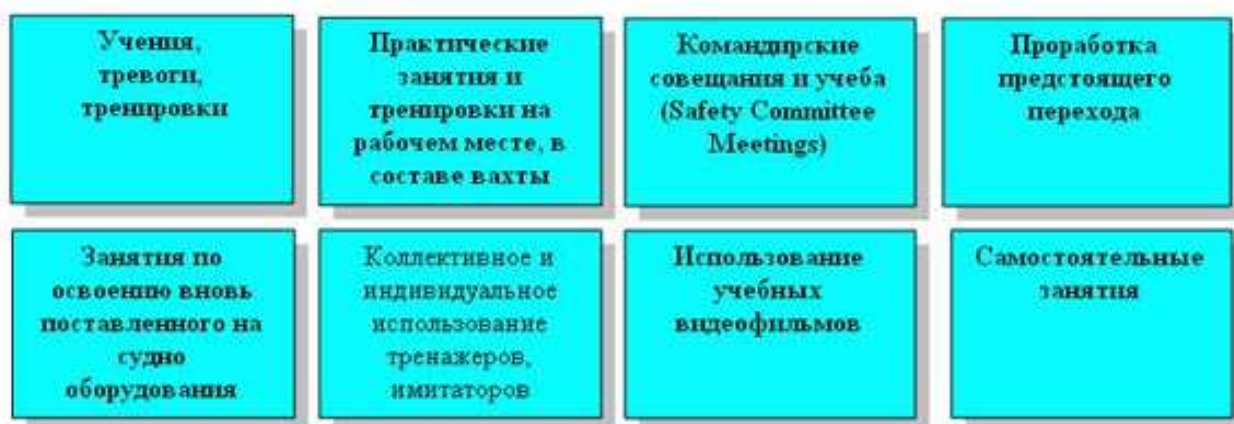 Учения,
тревоги,
тренировки
Практические
занятия и
тренировки на
рабочем месте, в
составе вахты
Командирские
совещания и учеба
(Safety Committee
Meetings)
Проработка
предстоящего
перехода
Занятия по
освоению вновь
поставленного на
судно
оборудования
Коллективное и
индивидуальное
использование
тренажеров,
имитаторов
Использование
учебных
видеофильмов
Самостоятельные
занятия